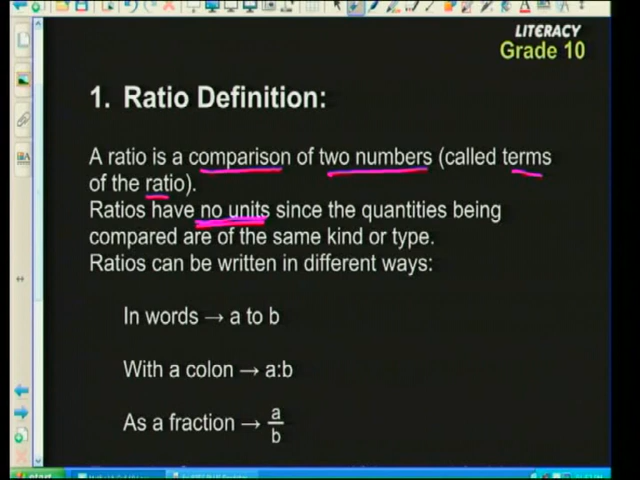 LITERACY
Grade 10
1. Ratio Definition:
A ratio is a comparison of two numbers (called terms
of the ratio).
Ratios have no units since the quantities being
compared are of the same kind or type.
Ratios can be written in different ways:
In words → a to b
With a colon → a:b
As a fraction → a/b
start